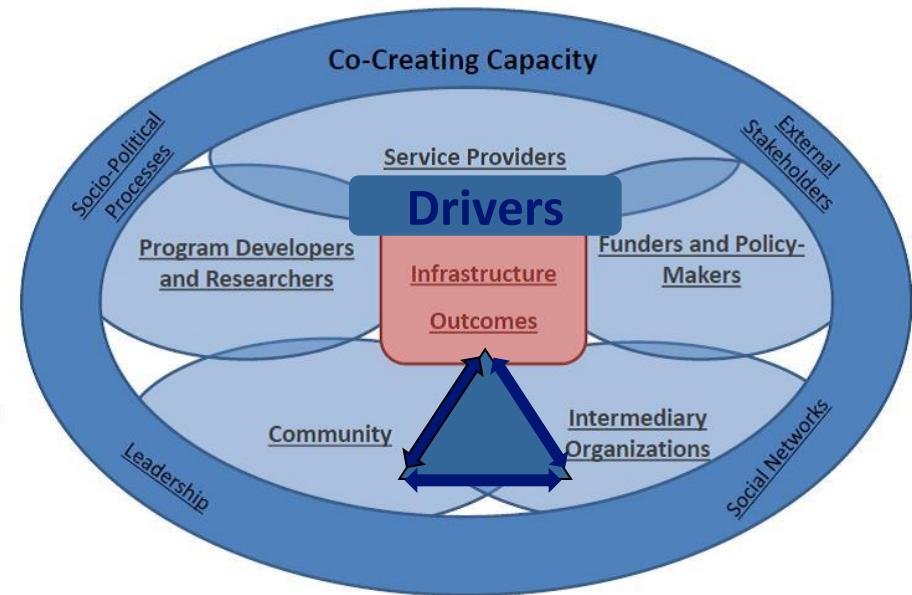 Co-Creating Capacity
Socio-Political
Processes
External
Stakeholders
Service Providers
Drivers
Program Developers
and Researchers
Infrastructure
Outcomes
Funders and Policy-
Makers
Community
Intermediary
Organizations
Leadership
Social Networks